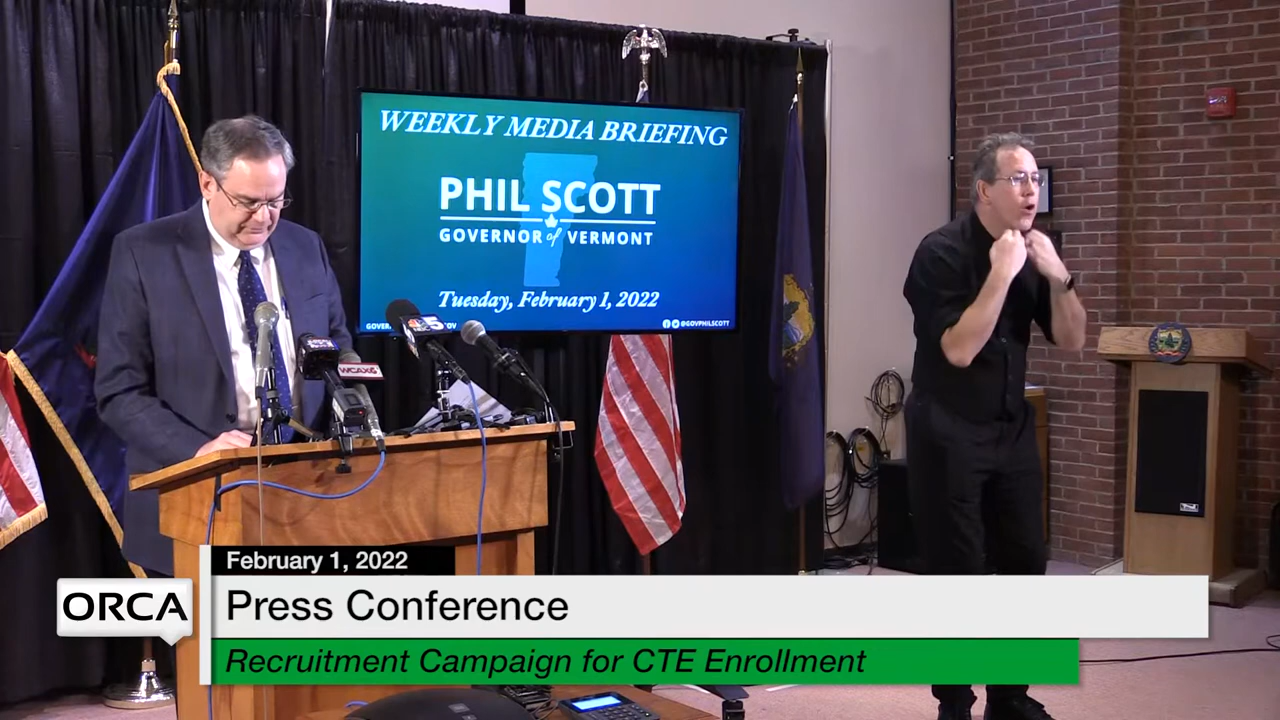 WEEKLY MEDIA BRIEFING
PHIL SCOTT
GOVERNOR of VERMONT
Tuesday, February 1, 2022
@GOVPHILSCOTT
5
WCAX
February 1, 2022
ORCA
Press Conference
Recruitment Campaign for CTE Enrollment